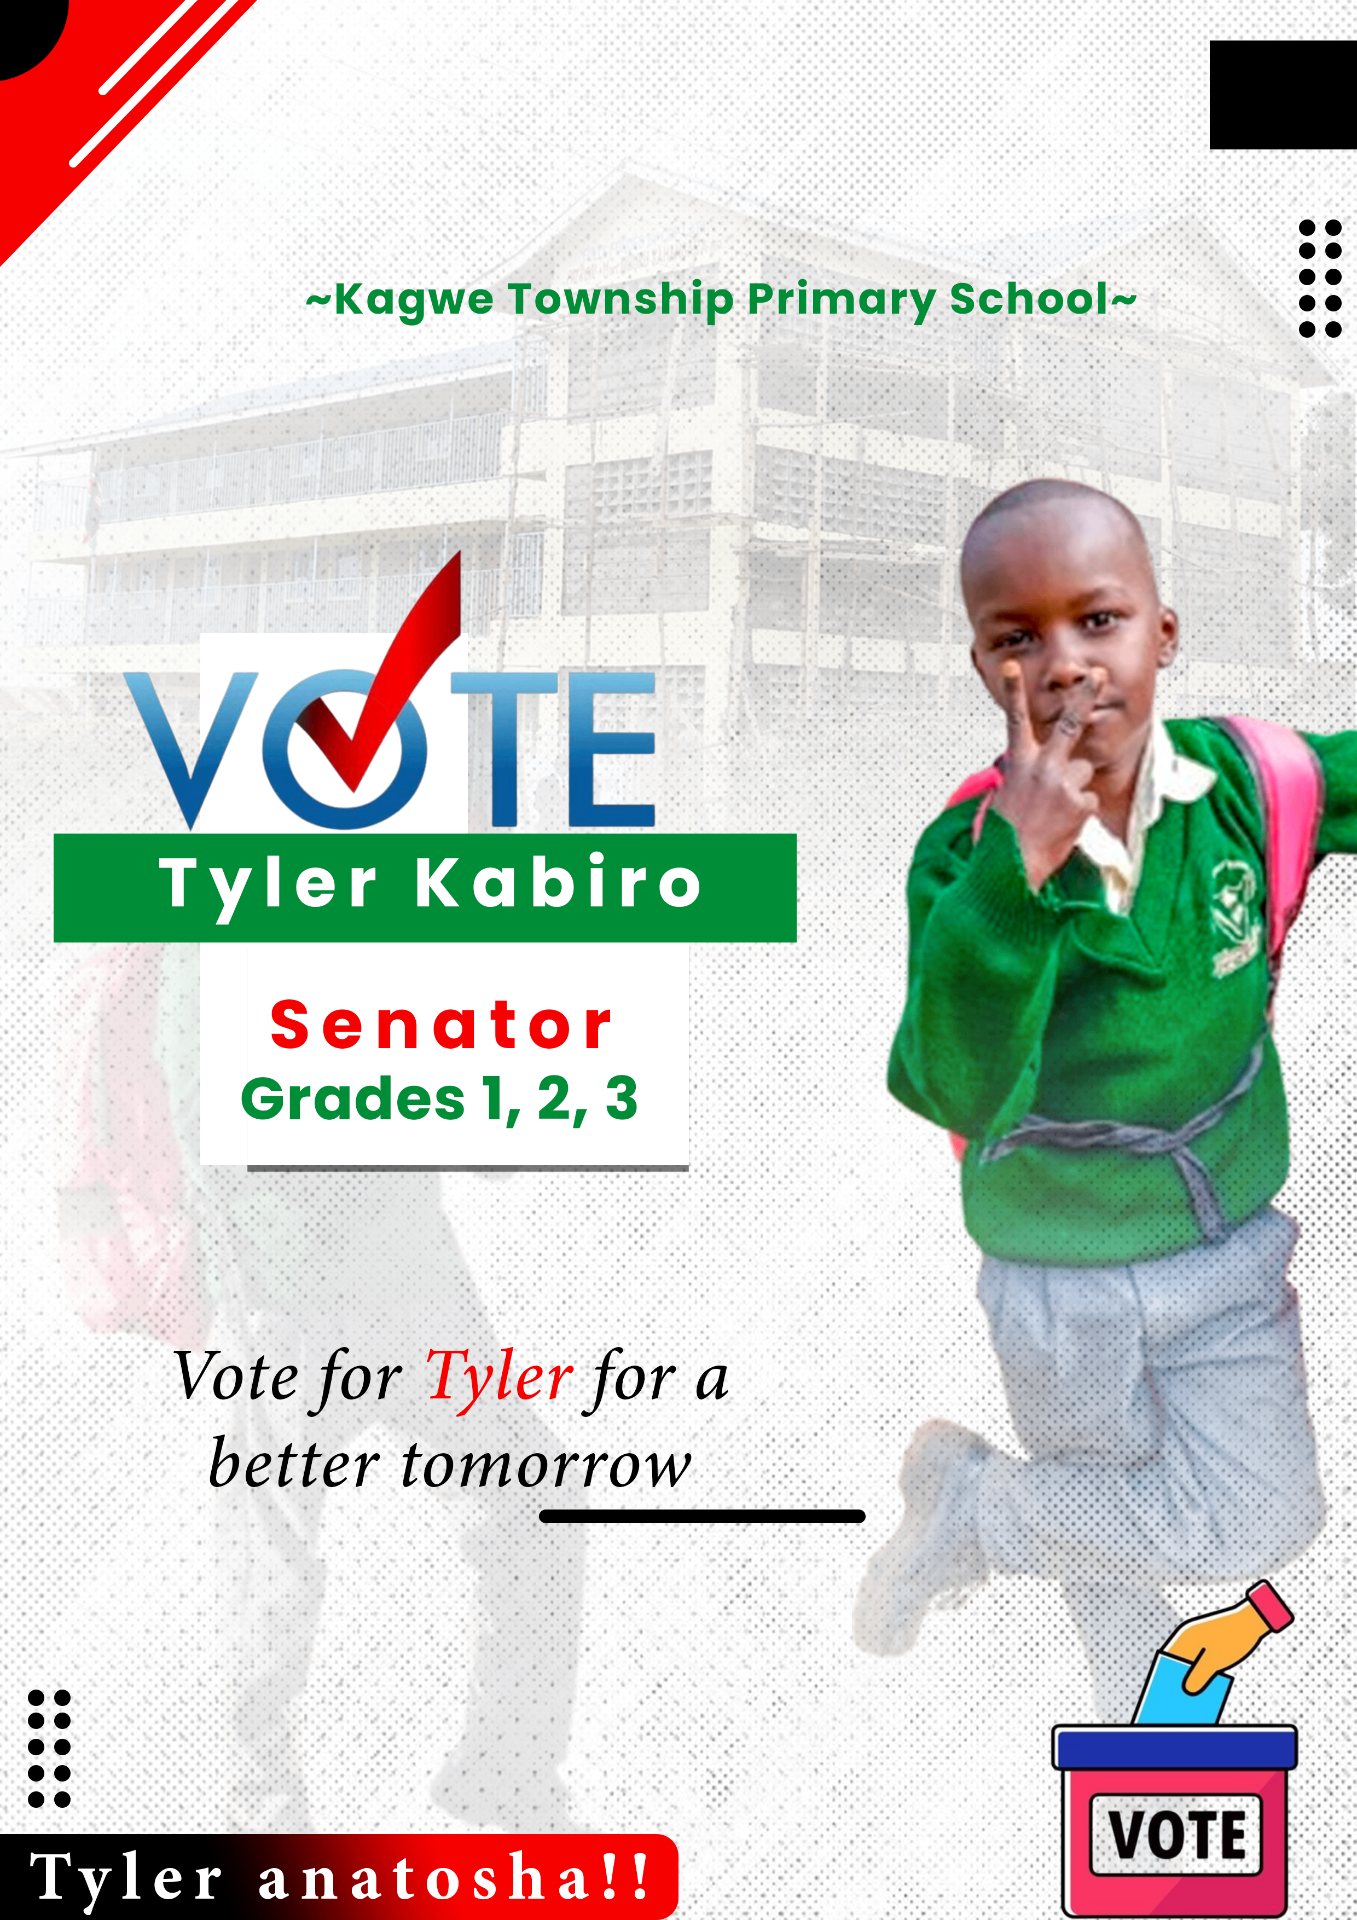 ~Kagwe Township Primary School~
VOTE
Tyler Kabiro
Senator
Grades 1, 2, 3
Vote for Tyler for a
better tomorrow
VOTE
Tyler anatosha!!